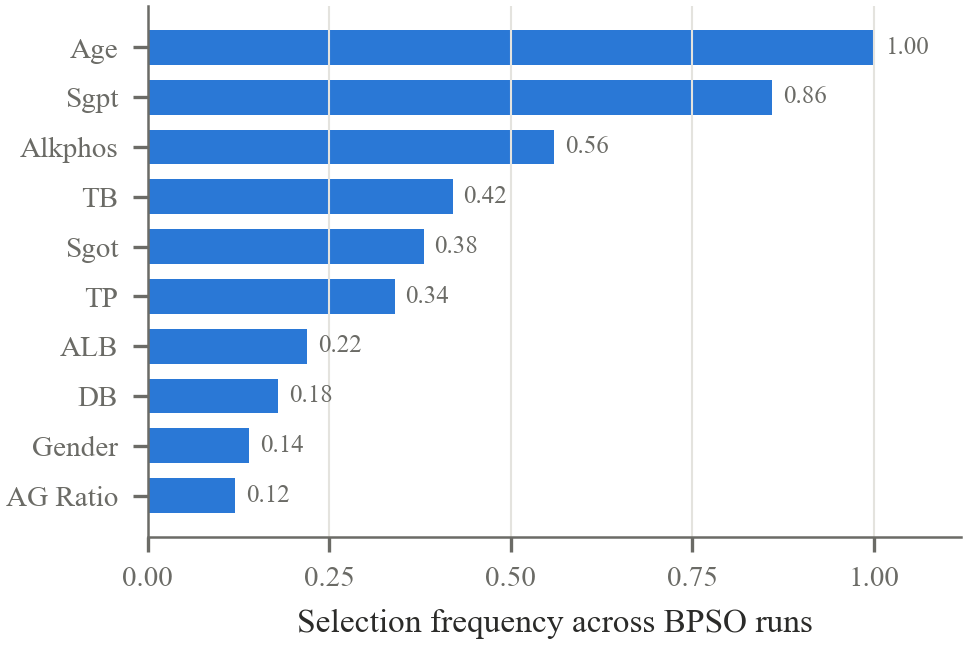 Age 1.00
Sgpt 0.86
Alkphos 0.56
TB 0.42
Sgot 0.38
TP 0.34
ALB 0.22
DB 0.18
Gender 0.14
AG Ratio 0.12
0.00 0.25 0.50 0.75 1.00
Selection frequency across BPSO runs